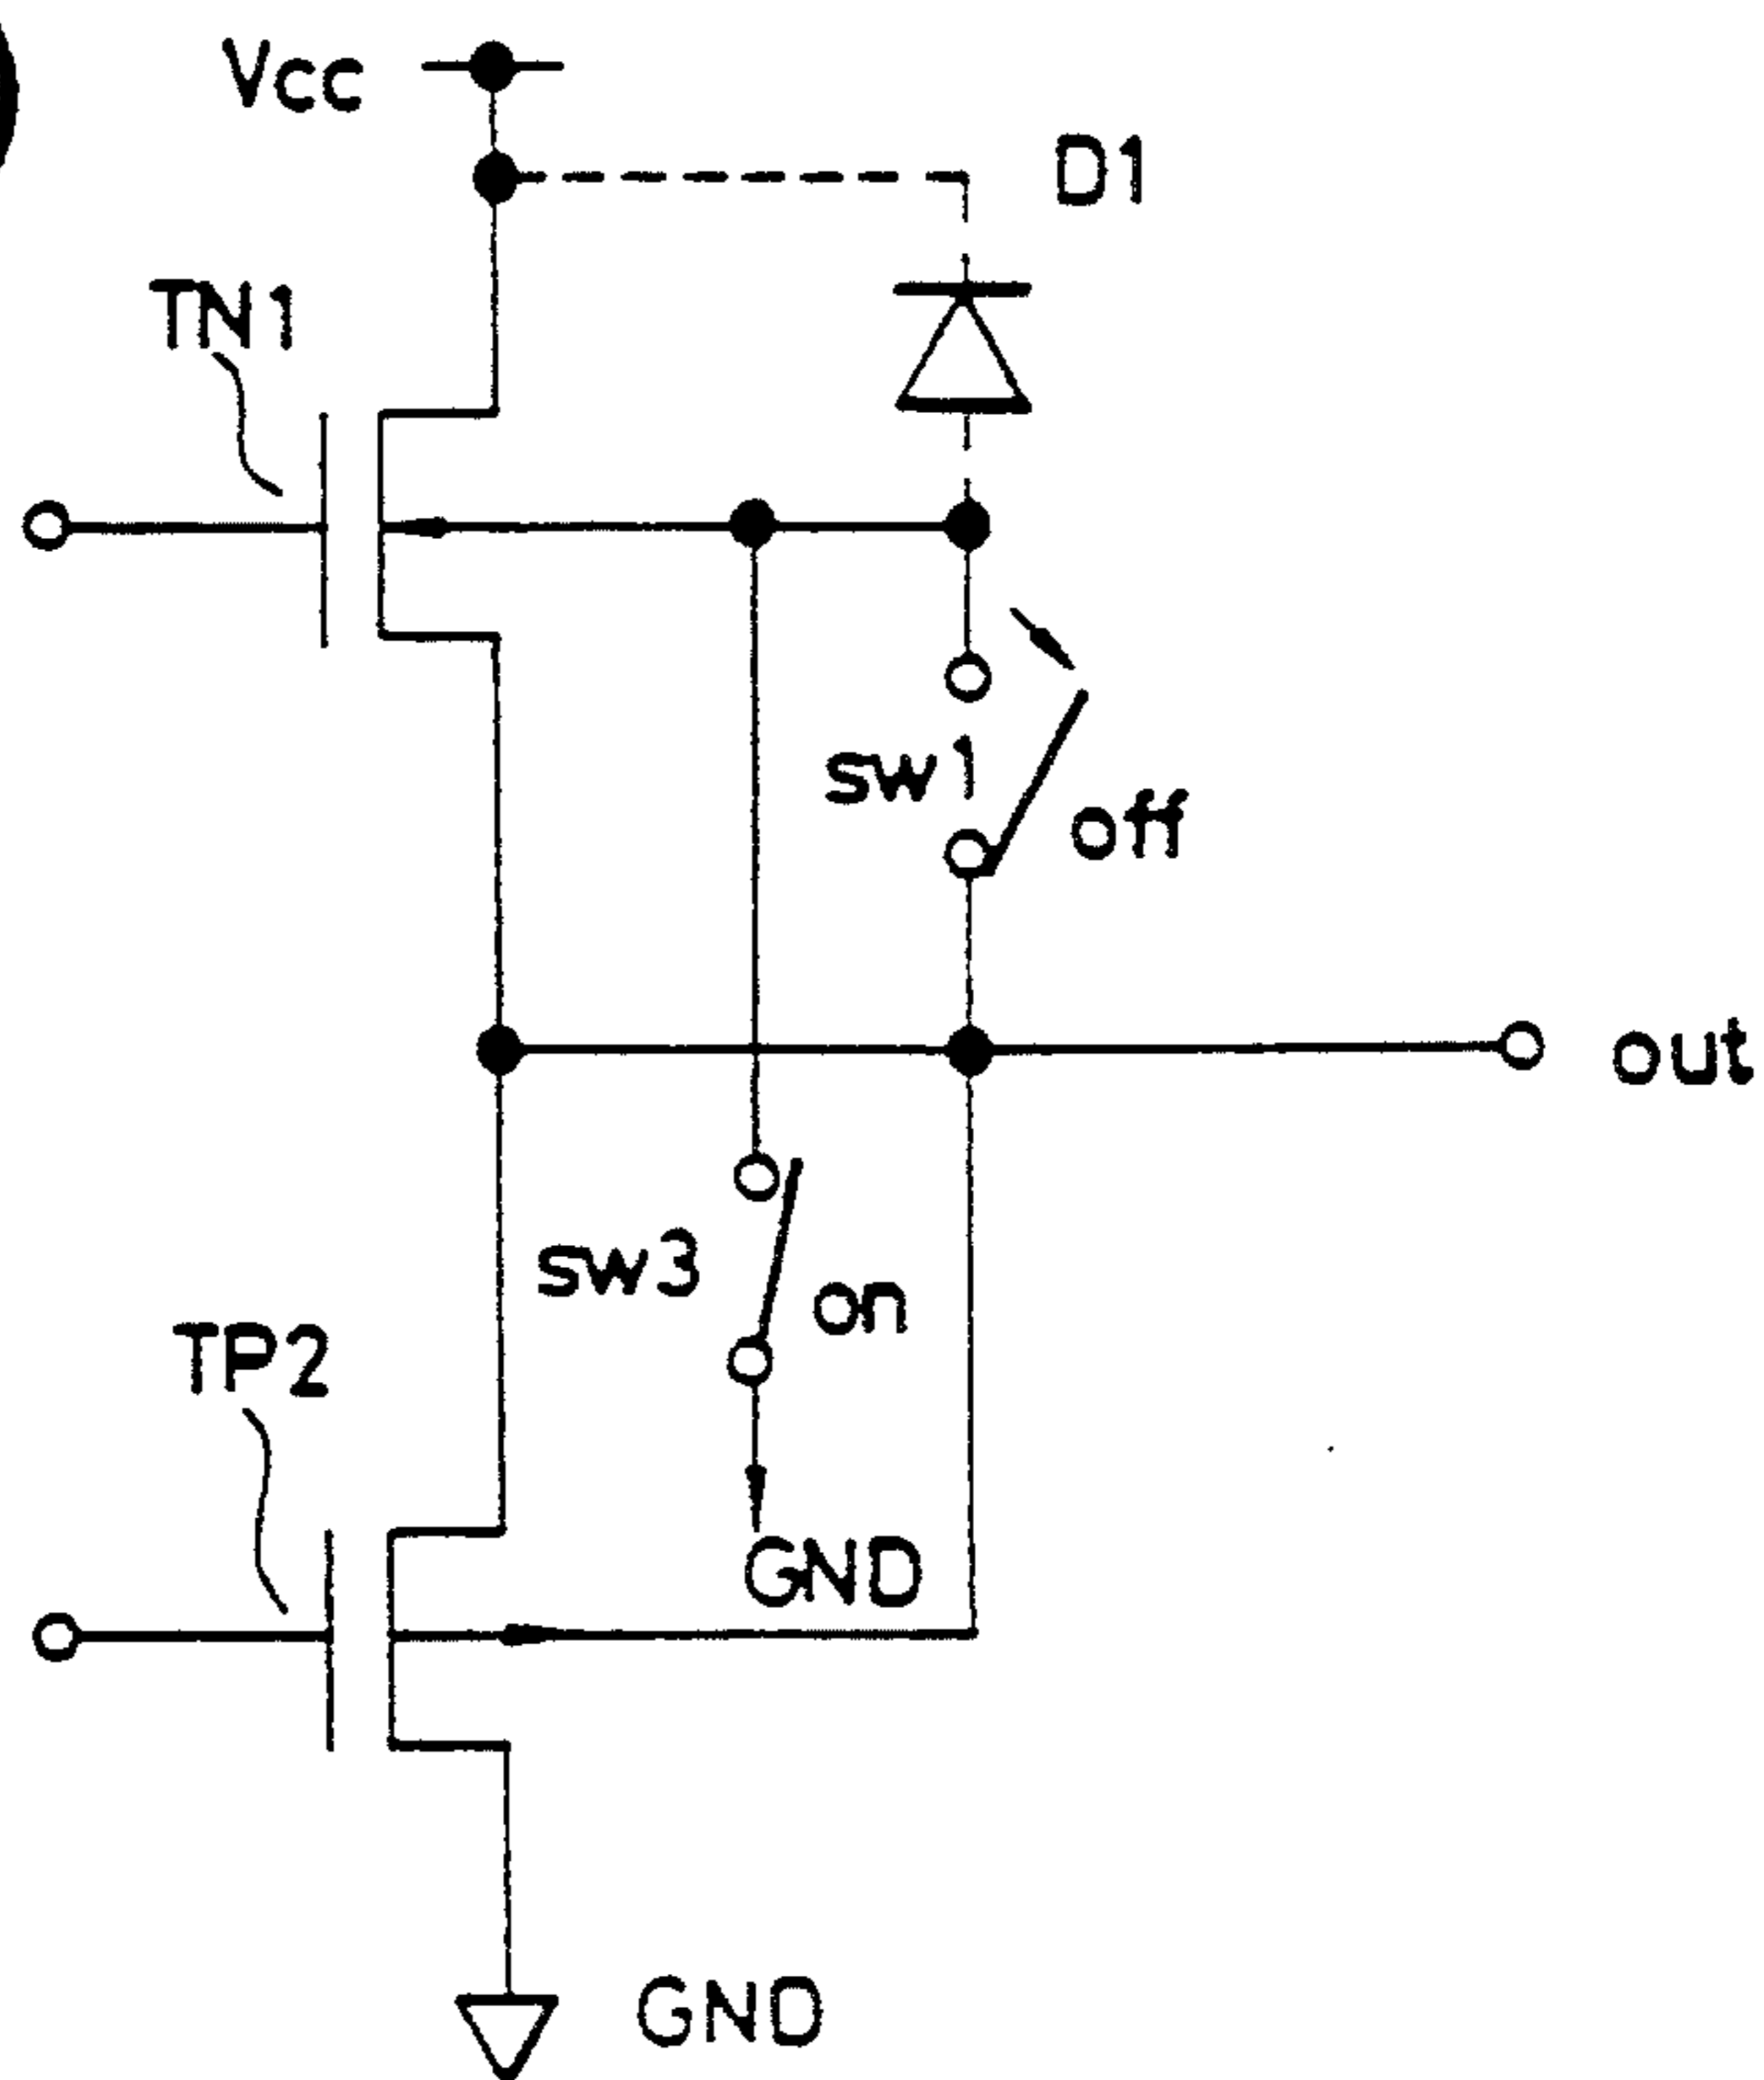 Vcc
D1
TN1
sw1
off
out
sw3
on
TP2
GND
GND